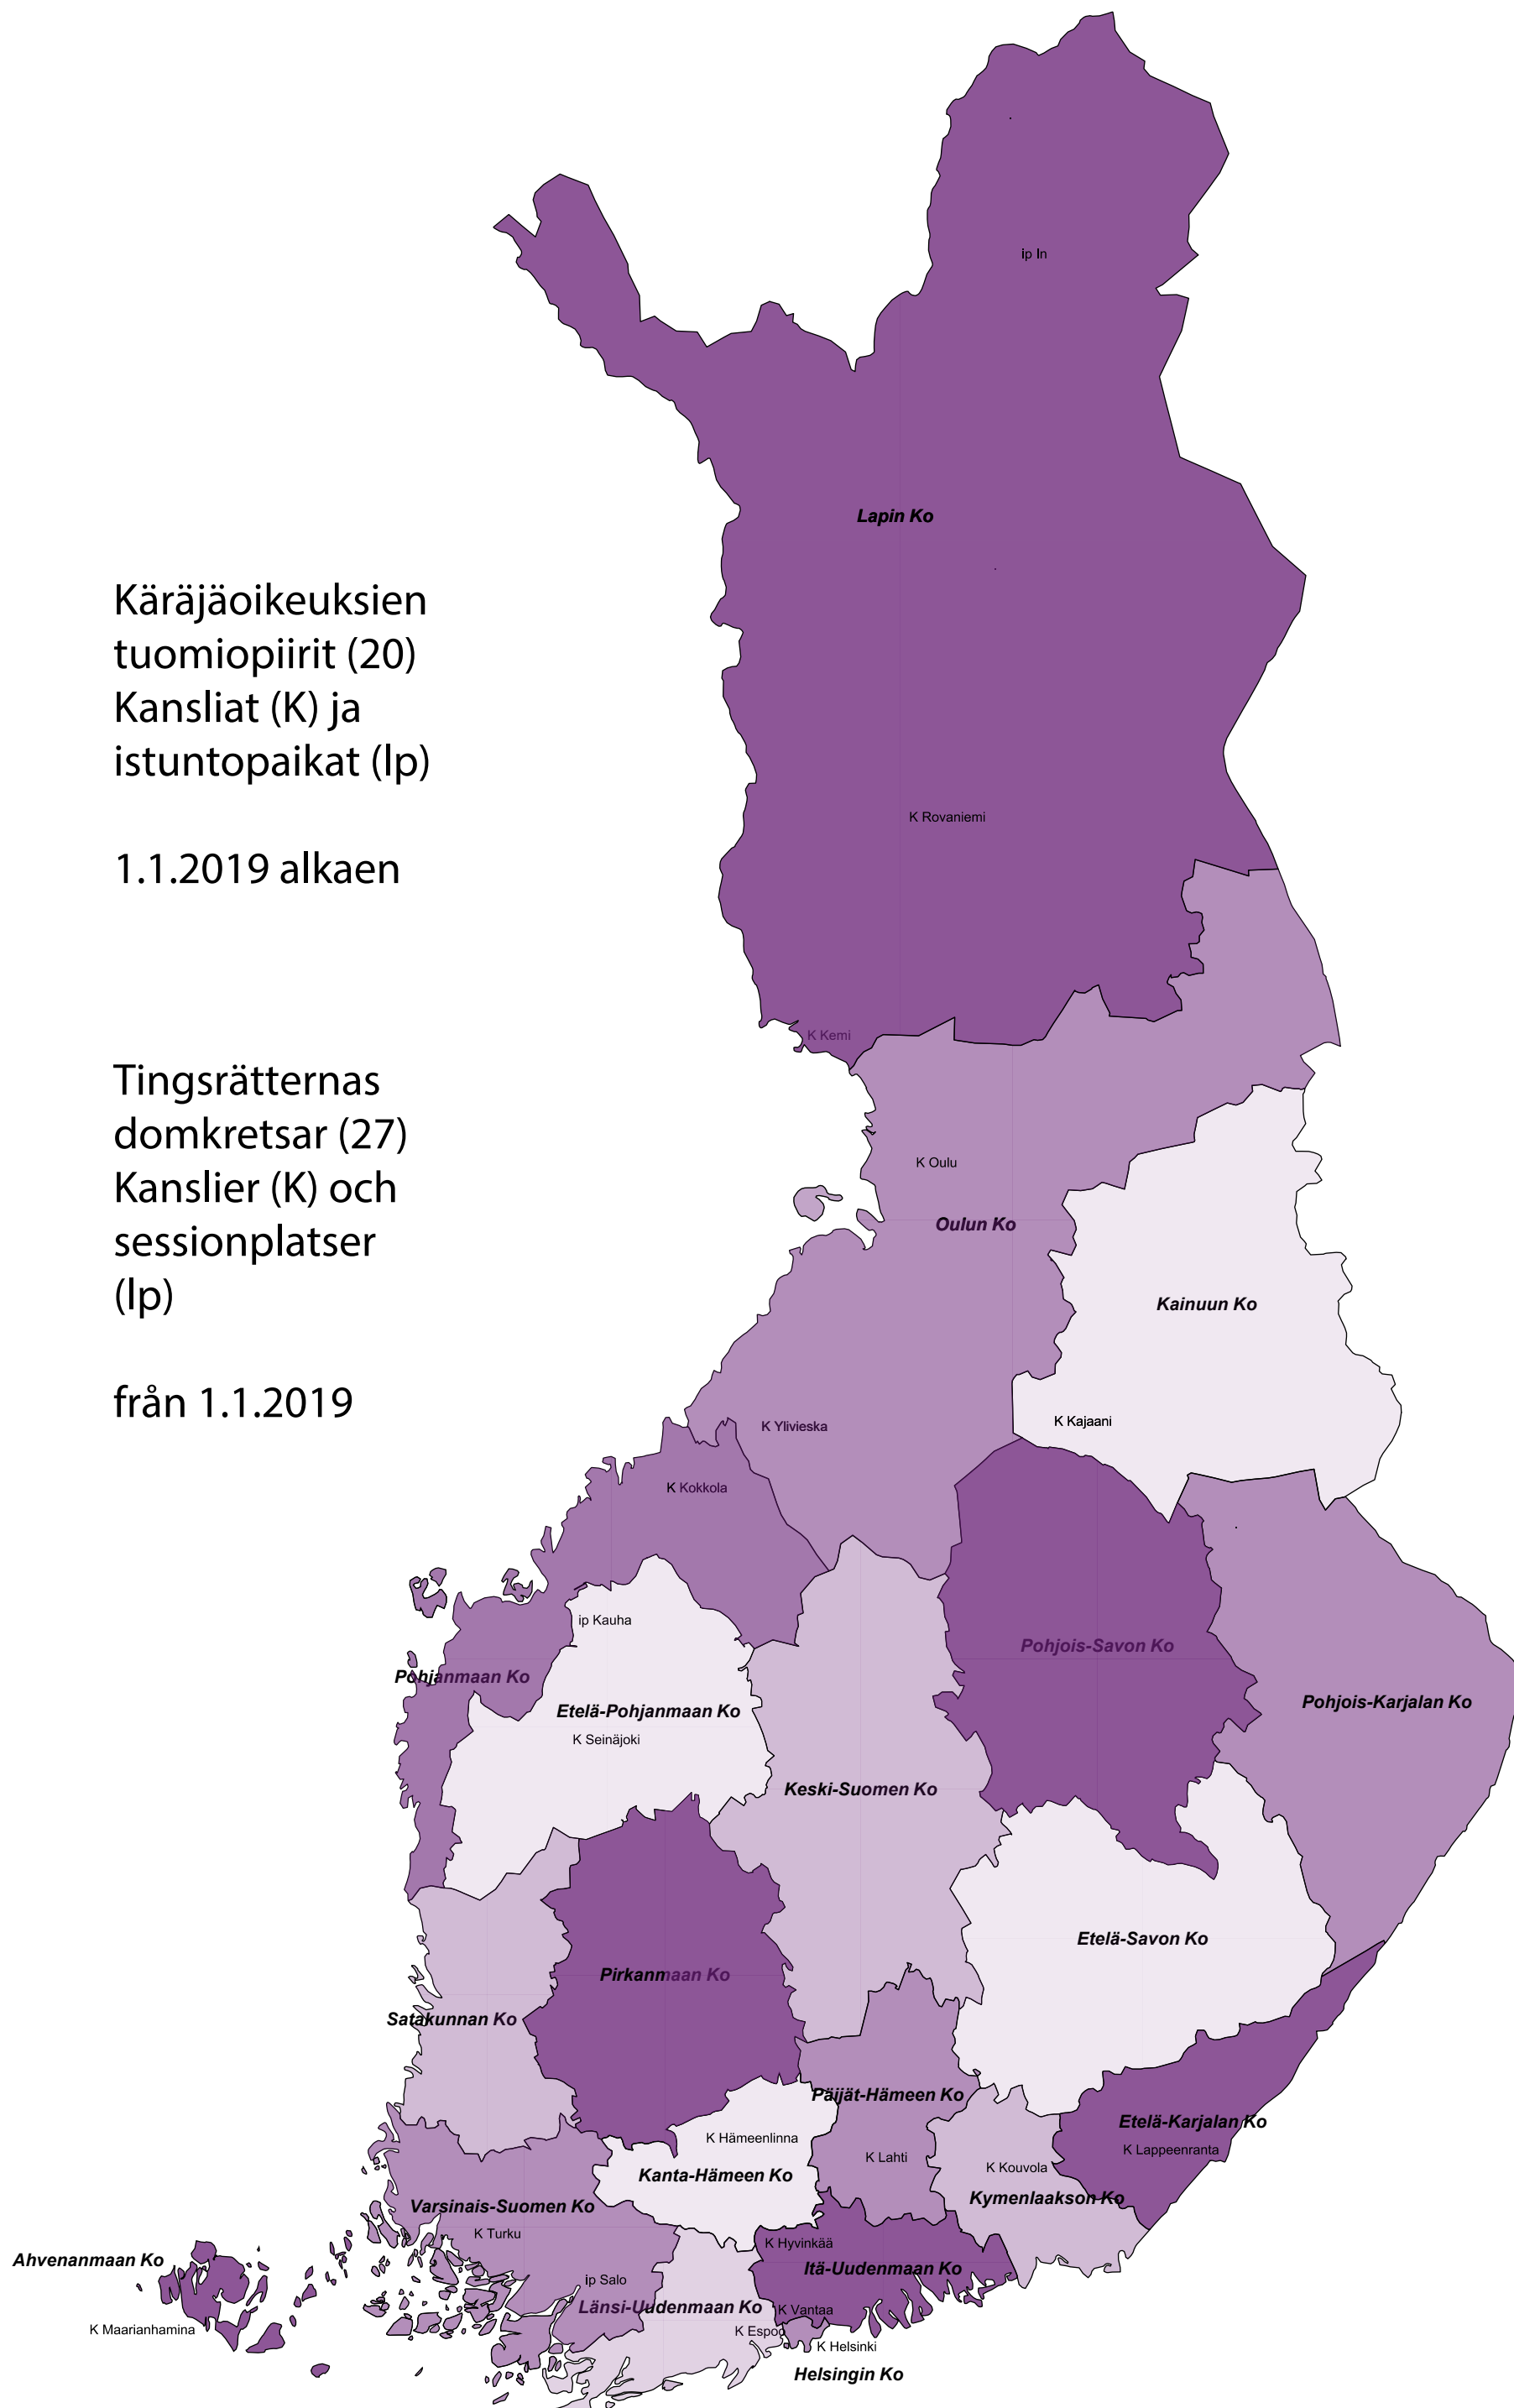 Käräjäoikeuksien
tuomiopiirit (20)
Kansliat (K) ja
istuntopaikat (lp)
1.1.2019 alkaen
Tingsrätternas
domkretsar (27)
Kanslier (K) och
sessionplatser
(lp)
från 1.1.2019
ip In
Lapin Ko
K Rovaniemi
K Kemi
K Oulu
Oulun Ko
Kainuun Ko
K Kajaani
K Ylivieska
K Kokkola
ip Kauha
Pohjanmaan Ko
Pohjois-Savon Ko
Pohjois-Karjalan Ko
Etelä-Pohjanmaan Ko
K Seinäjoki
Keski-Suomen Ko
Etelä-Savon Ko
Pirkanmaan Ko
Satakunnan Ko
Päijät-Hämeen Ko
Etelä-Karjalan Ko
K Lappeenranta
K Hämeenlinna
K Lahti
K Kouvola
Kanta-Hämeen Ko
Kymenlaakson Ko
Varsinais-Suomen Ko
K Turku
K Hyvinkää
Ahvenanmaan Ko
Itä-Uudenmaan Ko
ip Salo
Länsi-Uudenmaan Ko
K Vantaa
K Maarianhamina
K Espoo
K Helsinki
Helsingin Ko